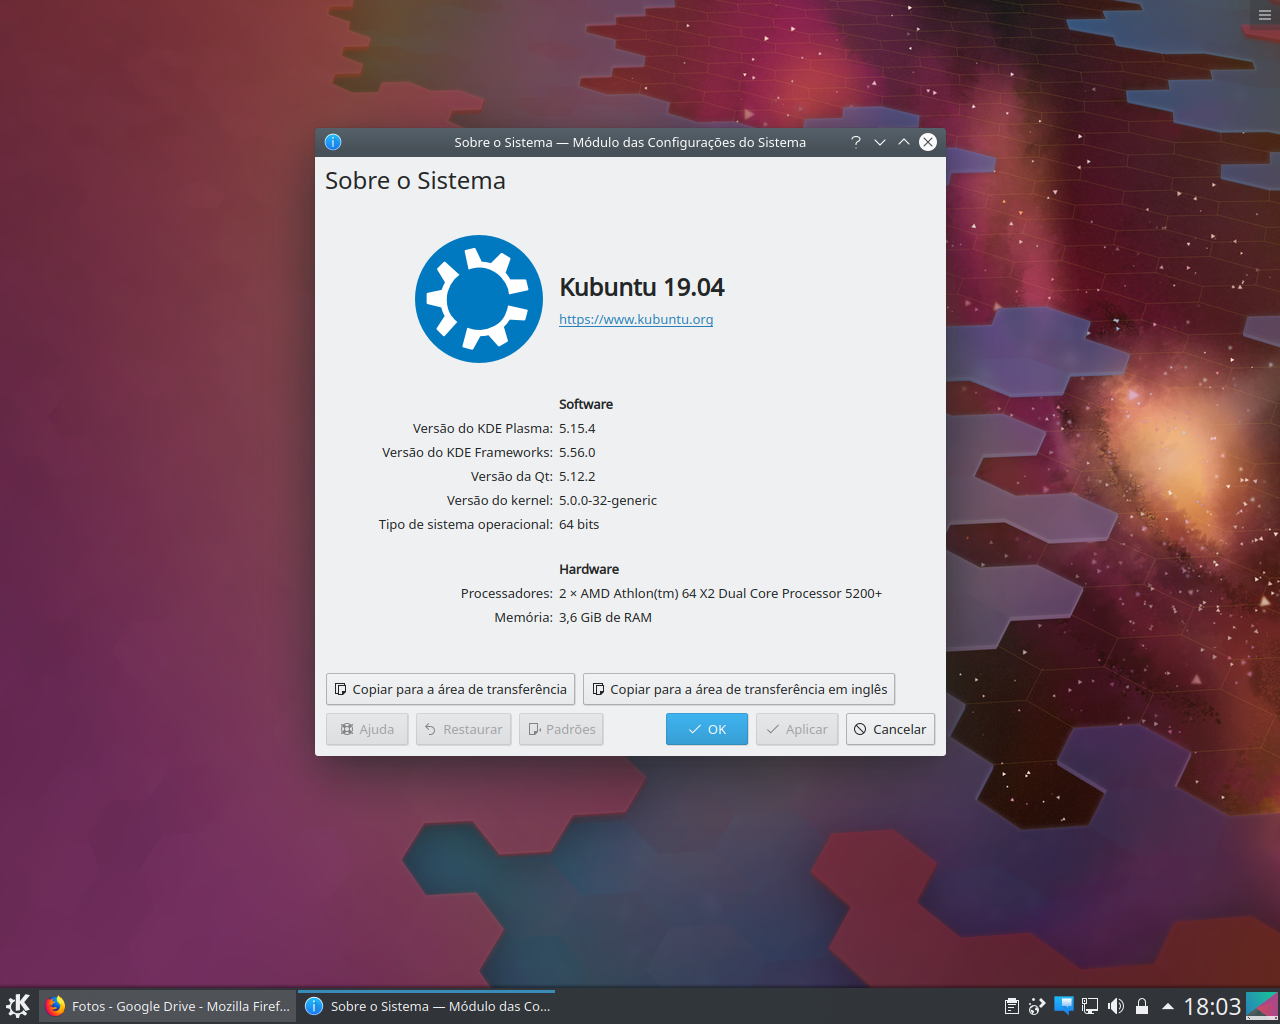 Sobre o Sistema — Módulo das Configurações do Sistema
Sobre o Sistema
Kubuntu 19.04
https://www.kubuntu.org
Software
Versão do KDE Plasma: 5.15.4
Versão do KDE Frameworks: 5.56.0
Versão da Qt: 5.12.2
Versão do kernel: 5.0.0-32-generic
Tipo de sistema operacional: 64 bits
Hardware
Processadores: 2 × AMD Athlon(tm) 64 X2 Dual Core Processor 5200+
Memória: 3,6 GiB de RAM
Copiar para a área de transferência Copiar para a área de transferência em inglês
Ajuda Restaurar Padrões OK Aplicar Cancelar
Fotos - Google Drive - Mozilla Firef... Sobre o Sistema — Módulo das Co... 18:03